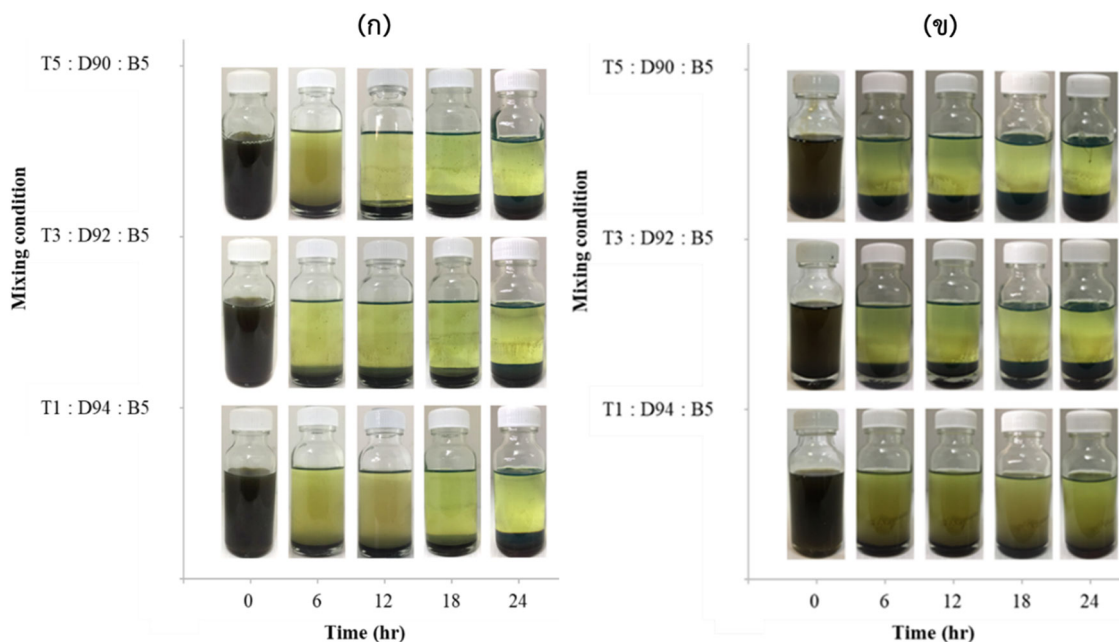 (ก)
T5 : D90 : B5
T3 : D92 : B5
T1 : D94 : B5
Mixing condition
0 6 12 18 24
Time (hr)
(ข)
T5 : D90 : B5
T3 : D92 : B5
T1 : D94 : B5
Mixing condition
0 6 12 18 24
Time (hr)